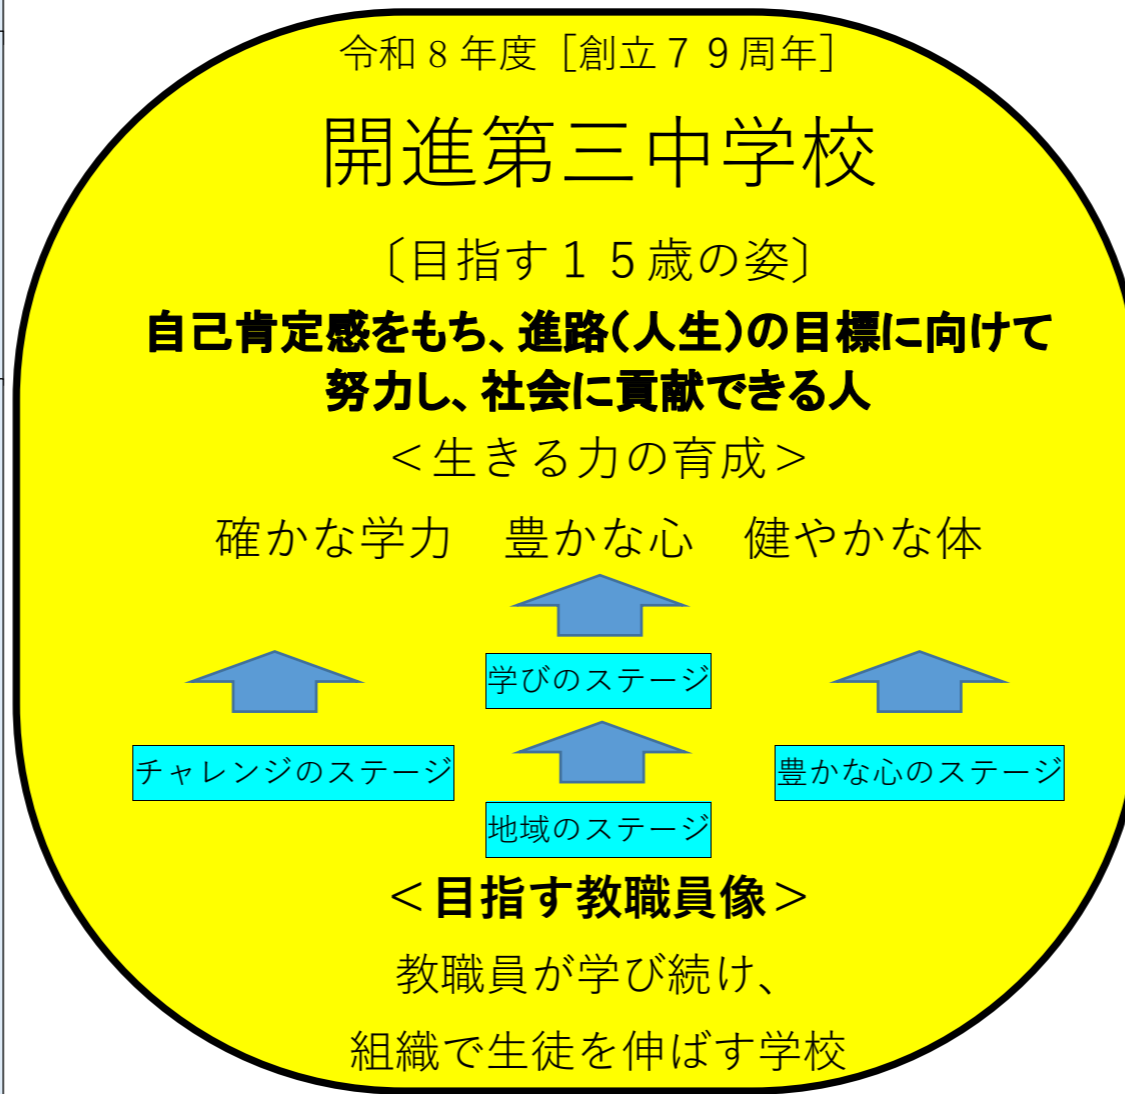 令和８年度［創立７９周年］
開進第三中学校
〔目指す１５歳の姿〕
自己肯定感をもち、進路（人生）の目標に向けて
努力し、社会に貢献できる人
＜生きる力の育成＞
確かな学力　豊かな心　健やかな体
学びのステージ
チャレンジのステージ
豊かな心のステージ
地域のステージ
＜目指す教職員像＞
教職員が学び続け、
組織で生徒を伸ばす学校